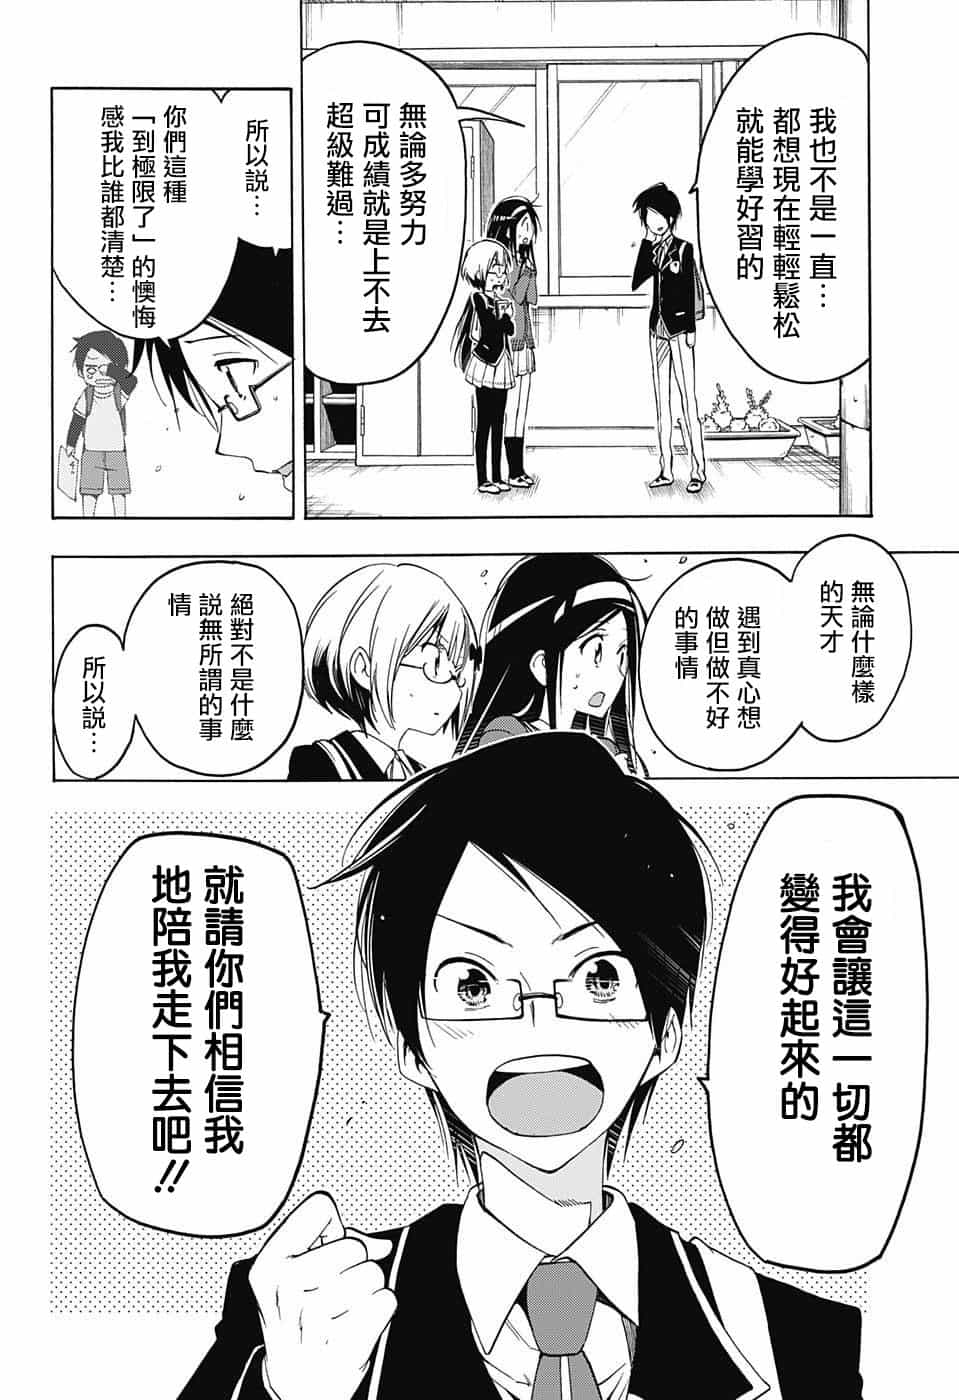 我也不是一直…
都想現在輕輕鬆松
就能學好習的
無論多努力
可成績就是上不去
超級難過…
所以説…
你們這種
「到極限了」的懊悔
感我比誰都清楚…
無論什麼樣
的天才
遇到真心想
做但做不好
的事情
絕對不是什麼
説無所謂的事
情
所以説…
我會讓這一切都
變得好起來的
就請你們相信我
地陪我走下去吧!!